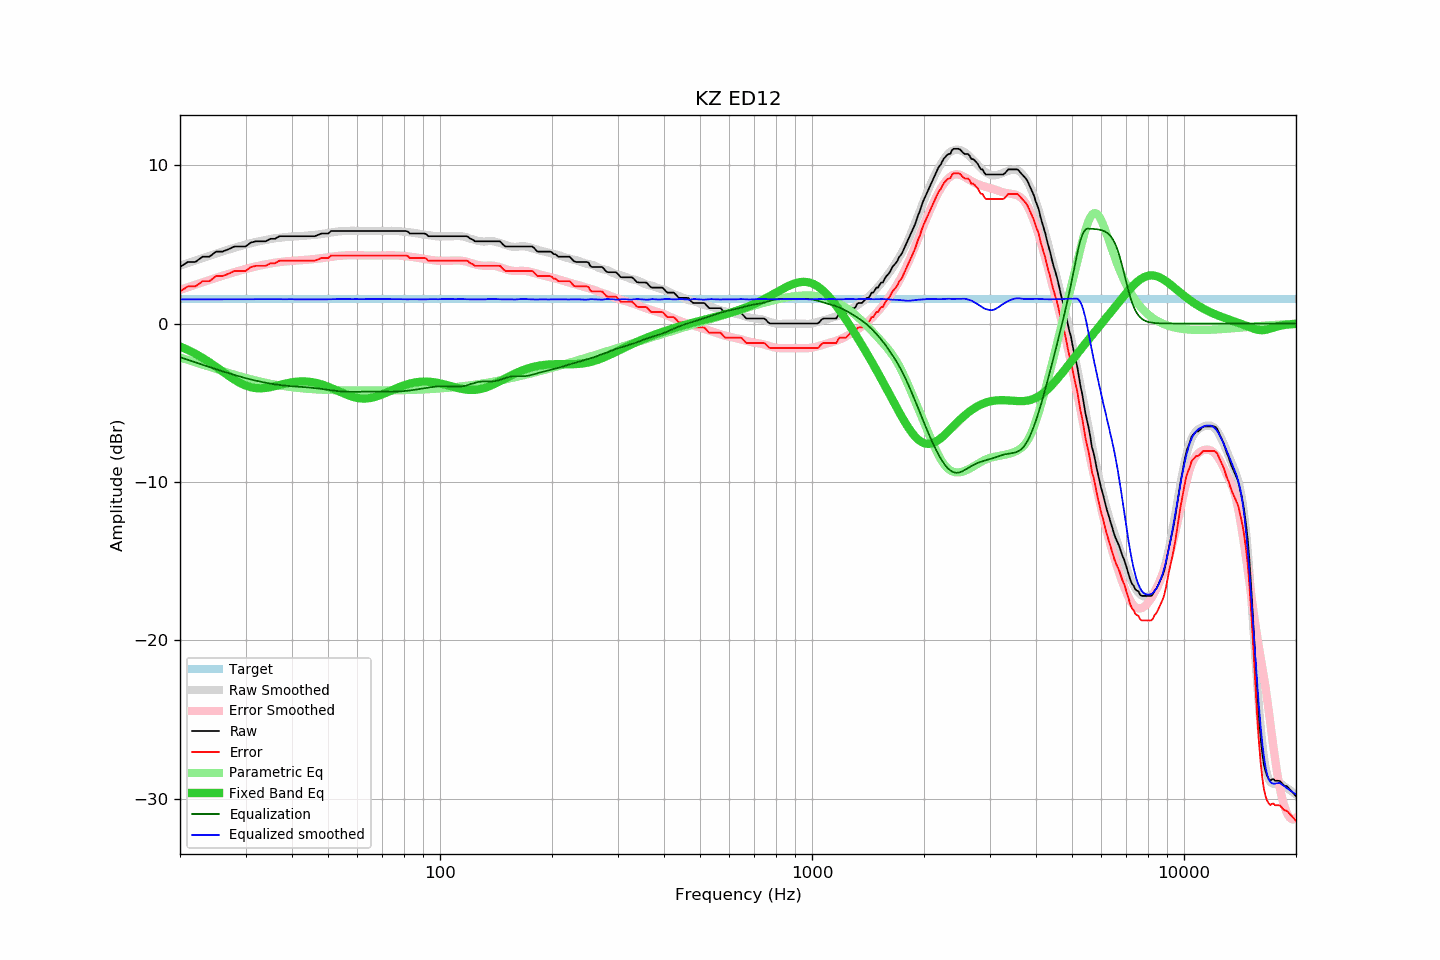 KZ ED12
10
0
−10
−20
−30
Amplitude (dBr)
100
1000
10000
Frequency (Hz)
Target
Raw Smoothed
Error Smoothed
Raw
Error
Parametric Eq
Fixed Band Eq
Equalization
Equalized smoothed